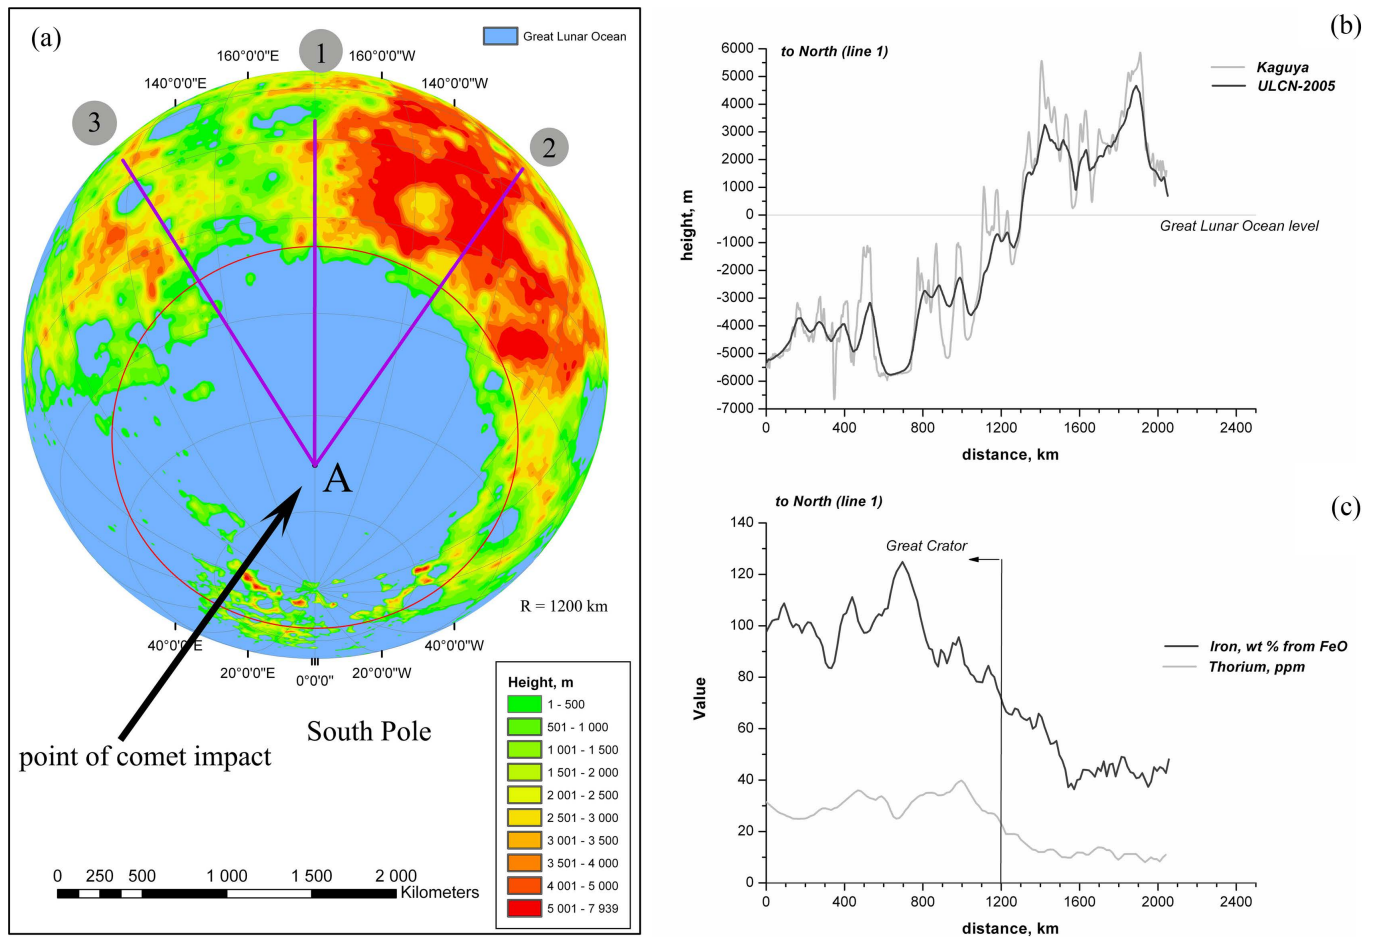 (a)
Great Lunar Ocean
1
160°0'0"E
160°0'0"W
140°0'0"E
140°0'0"W
3
2
A
R = 1200 km
40°0'0"E
40°0'0"W
20°0'0"E
20°0'0"W
0°0'0"
South Pole
point of comet impact
Height, m
1 - 500
501 - 1 000
1 001 - 1 500
1 501 - 2 000
2 001 - 2 500
2 501 - 3 000
3 001 - 3 500
3 501 - 4 000
4 001 - 5 000
5 001 - 7 939
0 250 500 1 000 1 500 2 000
Kilometers
(b)
to North (line 1)
Kaguya
ULCN-2005
6000
5000
4000
3000
2000
1000
0
-1000
-2000
-3000
-4000
-5000
-6000
-7000
height, m
Great Lunar Ocean level
0 400 800 1200 1600 2000 2400
distance, km
(c)
to North (line 1)
Great Crator
Iron, wt % from FeO
Thorium, ppm
140
120
100
80
60
40
20
0
Value
0 400 800 1200 1600 2000 2400
distance, km